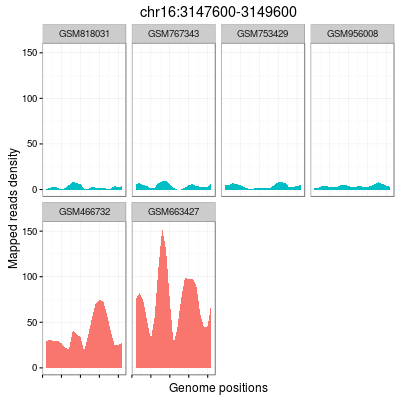 chr16:3147600-3149600
GSM818031 GSM767343 GSM753429 GSM956008
150
100
50
0
GSM466732 GSM663427
150
100
50
0
Mapped reads density
Genome positions